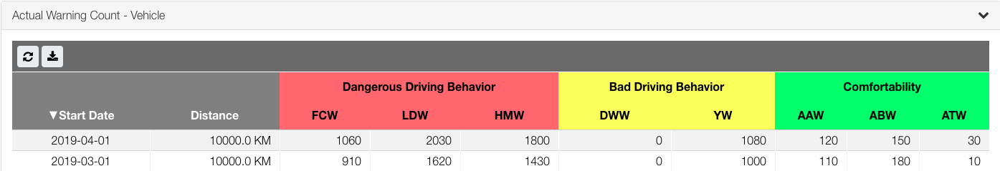 Actual Warning Count - Vehicle
Dangerous Driving Behavior Bad Driving Behavior Comfortability
▼Start Date Distance FCW LDW HMW DWW YW AAW ABW ATW
2019-04-01 10000.0 KM 1060 2030 1800 0 1080 120 150 30
2019-03-01 10000.0 KM 910 1620 1430 0 1000 110 180 10